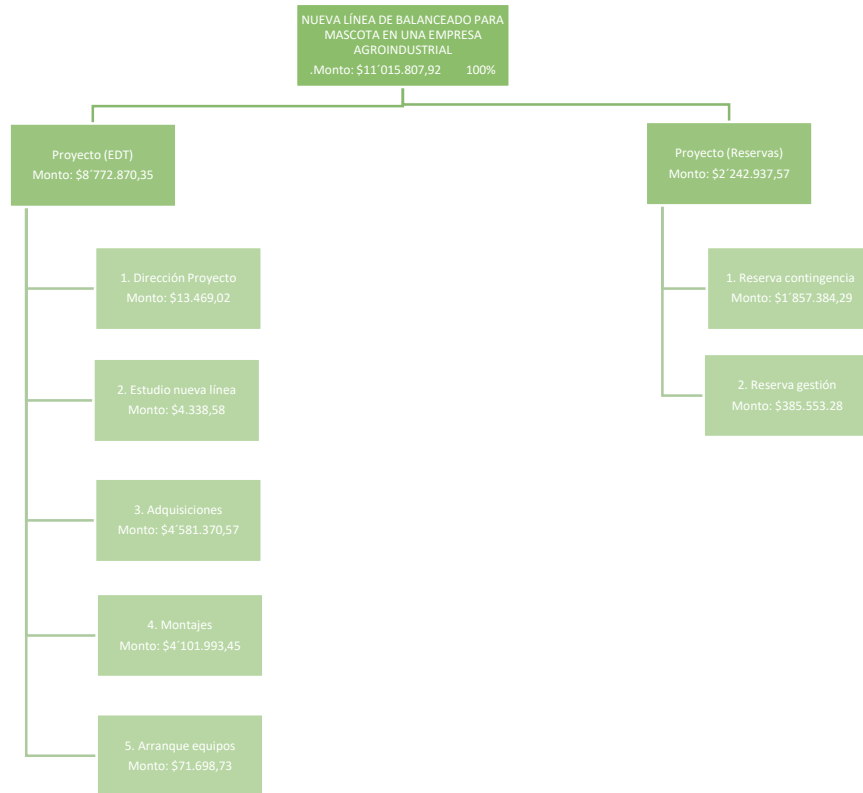 NUEVA LÍNEA DE BALANCEADO PARA
MASCOTA EN UNA EMPRESA
AGROINDUSTRIAL
.Monto: $11´015.807,92 100%
Proyecto (EDT)
Monto: $8´772.870,35
Proyecto (Reservas)
Monto: $2´242.937,57
1. Dirección Proyecto
Monto: $13.469,02
2. Estudio nueva línea
Monto: $4.338,58
3. Adquisiciones
Monto: $4´581.370,57
4. Montajes
Monto: $4´101.993,45
5. Arranque equipos
Monto: $71.698,73
1. Reserva contingencia
Monto: $1´857.384,29
2. Reserva gestión
Monto: $385.553.28